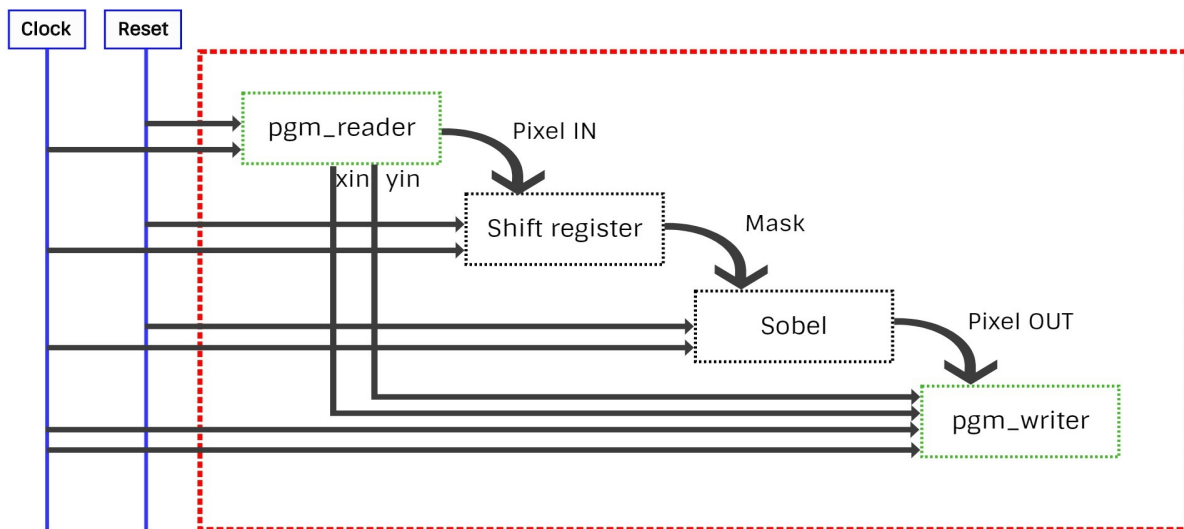 Clock
Reset
pgm_reader
Pixel IN
xin
yin
Shift register
Mask
Sobel
Pixel OUT
pgm_writer